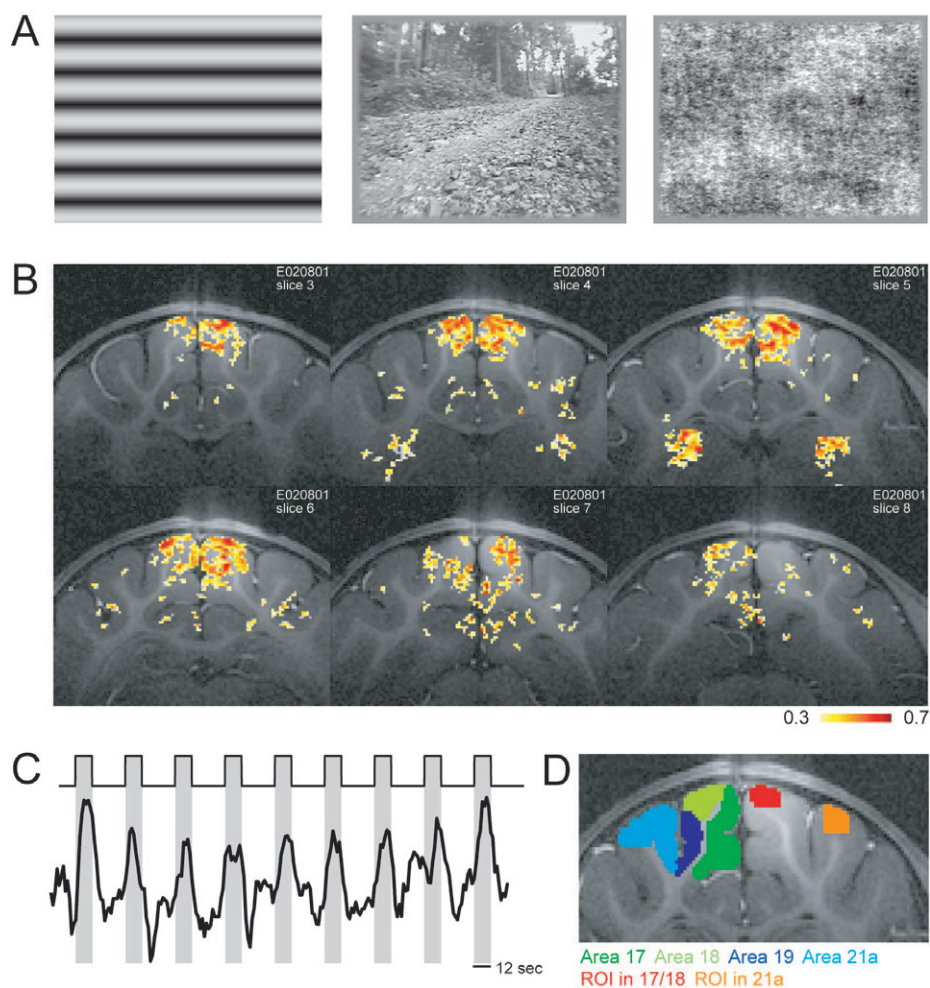 A
B
E020801
slice 3
E020801
slice 4
E020801
slice 5
E020801
slice 6
E020801
slice 7
E020801
slice 8
0.3 0.7
C
12 sec
D
Area 17 Area 18 Area 19 Area 21a
ROI in 17/18 ROI in 21a